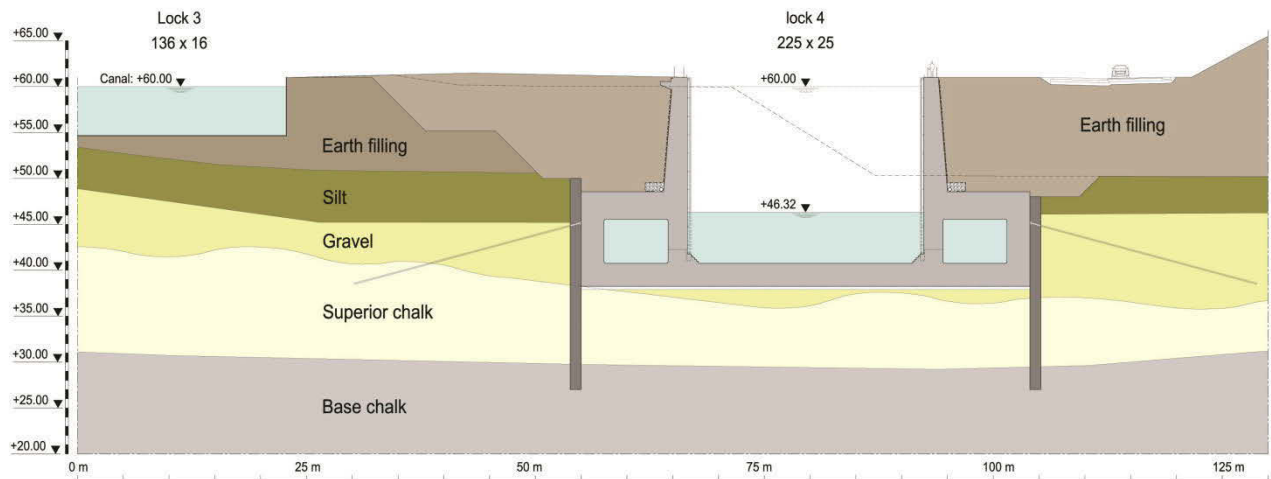 Lock 3
136 x 16
lock 4
225 x 25
+65.00
+60.00
+55.00
+50.00
+45.00
+40.00
+35.00
+30.00
+25.00
+20.00
Canal: +60.00
+60.00
+46.32
Earth filling
Earth filling
Silt
Gravel
Superior chalk
Base chalk
0 m
25 m
50 m
75 m
100 m
125 m